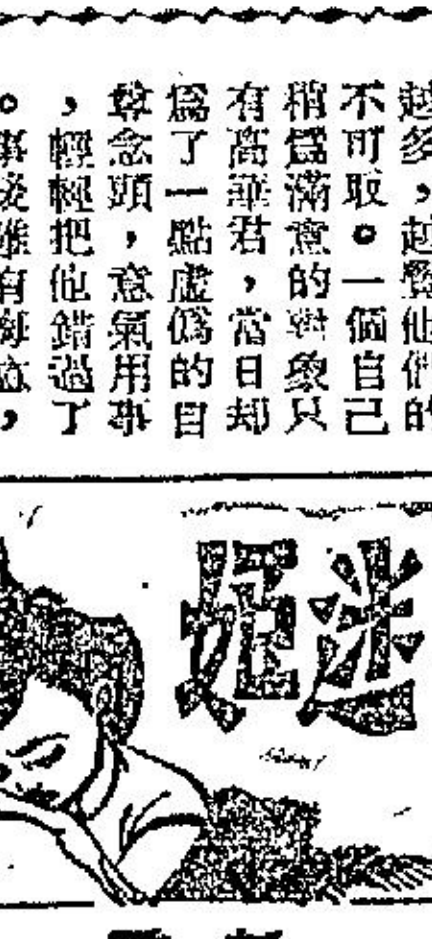 越多，越覺他們的
不可取。一個自己
稍爲滿意的對象只
有高華君，當日却
爲了一點虛僞的自
尊念頭，意氣用事
，輕輕把他錯過了
。事後雖有悔
迷